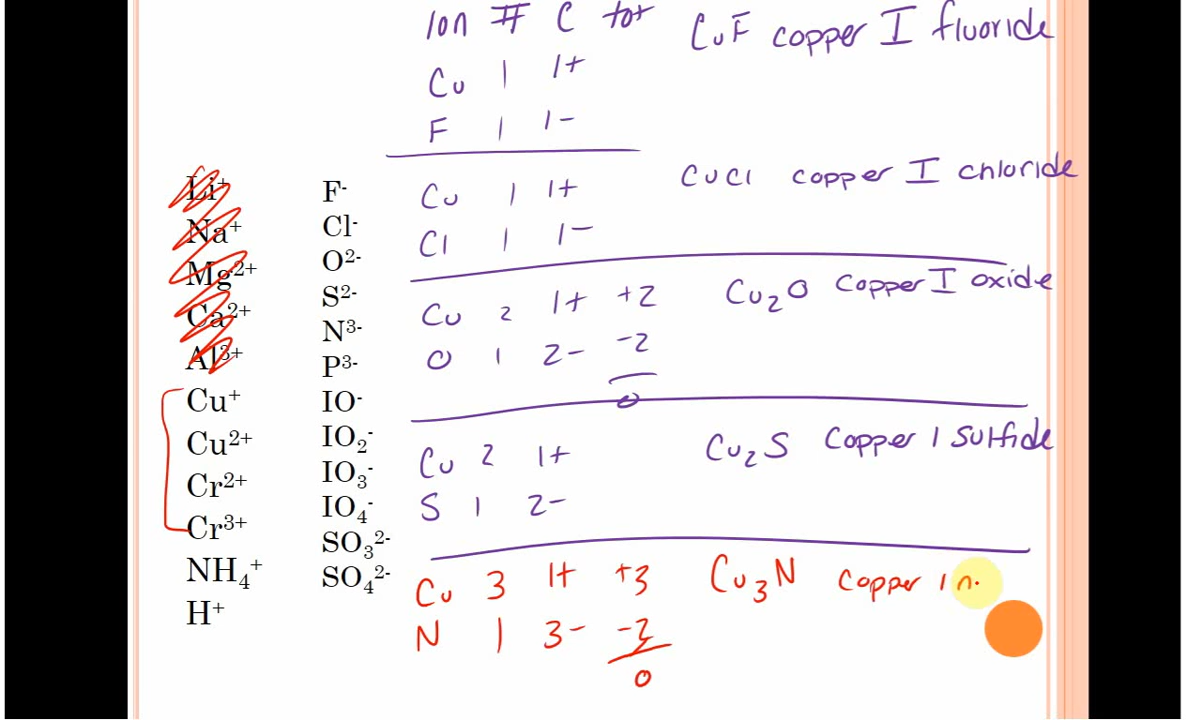 Ion # C tot CuF copper I fluoride
Cu 1 1+
F 1 1-
Li⁺
Na⁺
Mg²⁺
Ca²⁺
Al³⁺
Cu⁺
Cu²⁺
Cr²⁺
Cr³⁺
NH₄⁺
H⁺
F⁻
Cl⁻
O²⁻
S²⁻
N³⁻
P³⁻
IO⁻
IO₂⁻
IO₃⁻
IO₄⁻
SO₃²⁻
SO₄²⁻
Cu 1 1+ CuCl copper I chloride
Cl 1 1-
Cu 2 1+ +2 Cu₂O Copper I oxide
O 1 2- -2
0
Cu 2 1+ Cu₂S Copper 1 Sulfide
S 1 2-
Cu 3 1+ +3 Cu₃N Copper 1 n.
N 1 3- -3
0